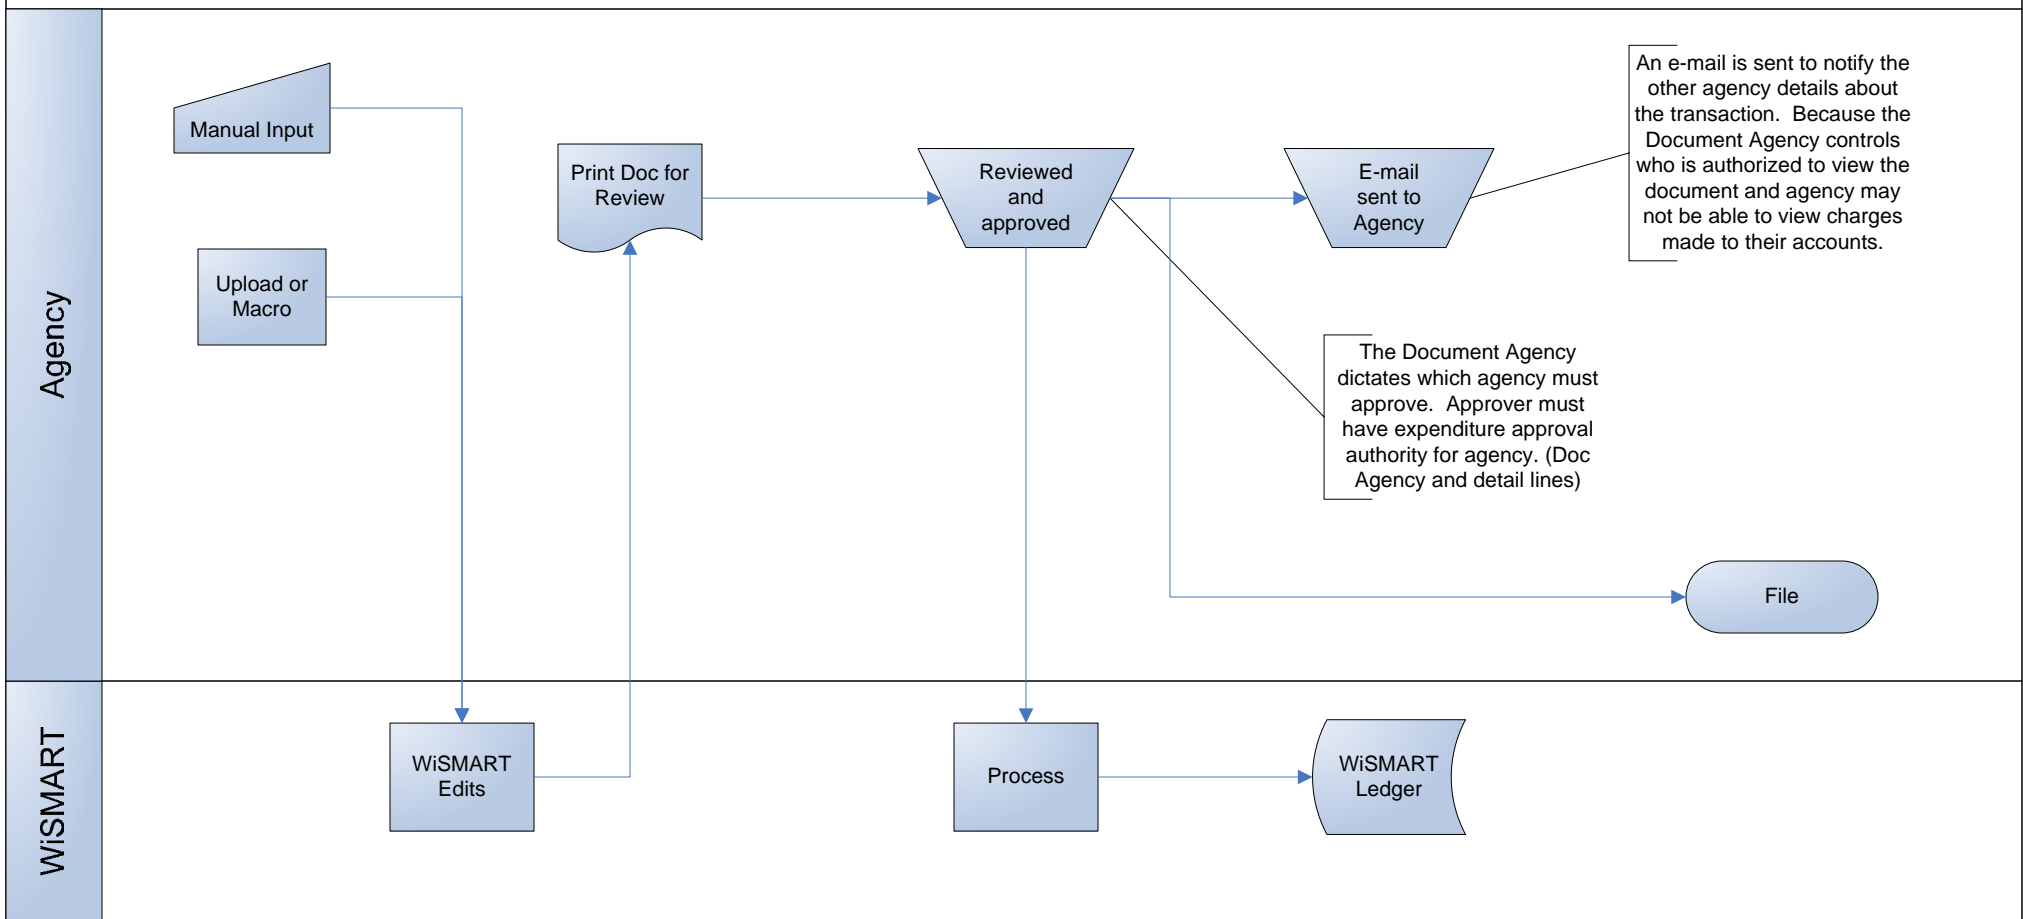 Agency
Manual Input
Upload or
Macro
Print Doc for
Review
Reviewed
and
approved
E-mail
sent to
Agency
An e-mail is sent to notify the
other agency details about
the transaction.  Because the
Document Agency controls
who is authorized to view the
document and agency may
not be able to view charges
made to their accounts.
The Document Agency
dictates which agency must
approve.  Approver must
have expenditure approval
authority for agency. (Doc
Agency and detail lines)
File
WiSMART
WiSMART
Edits
Process
WiSMART
Ledger